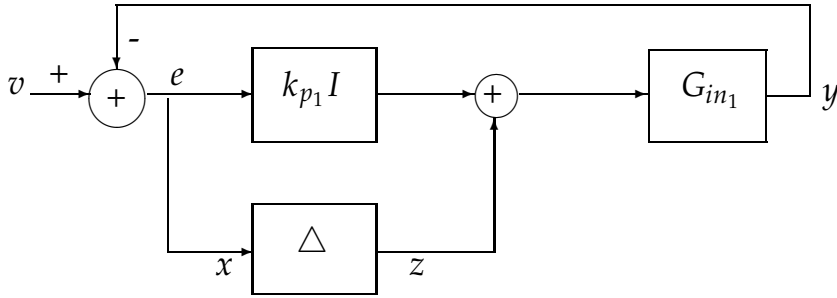 -
v + + e k_{p_1}I + G_{in_1} y
x △ z